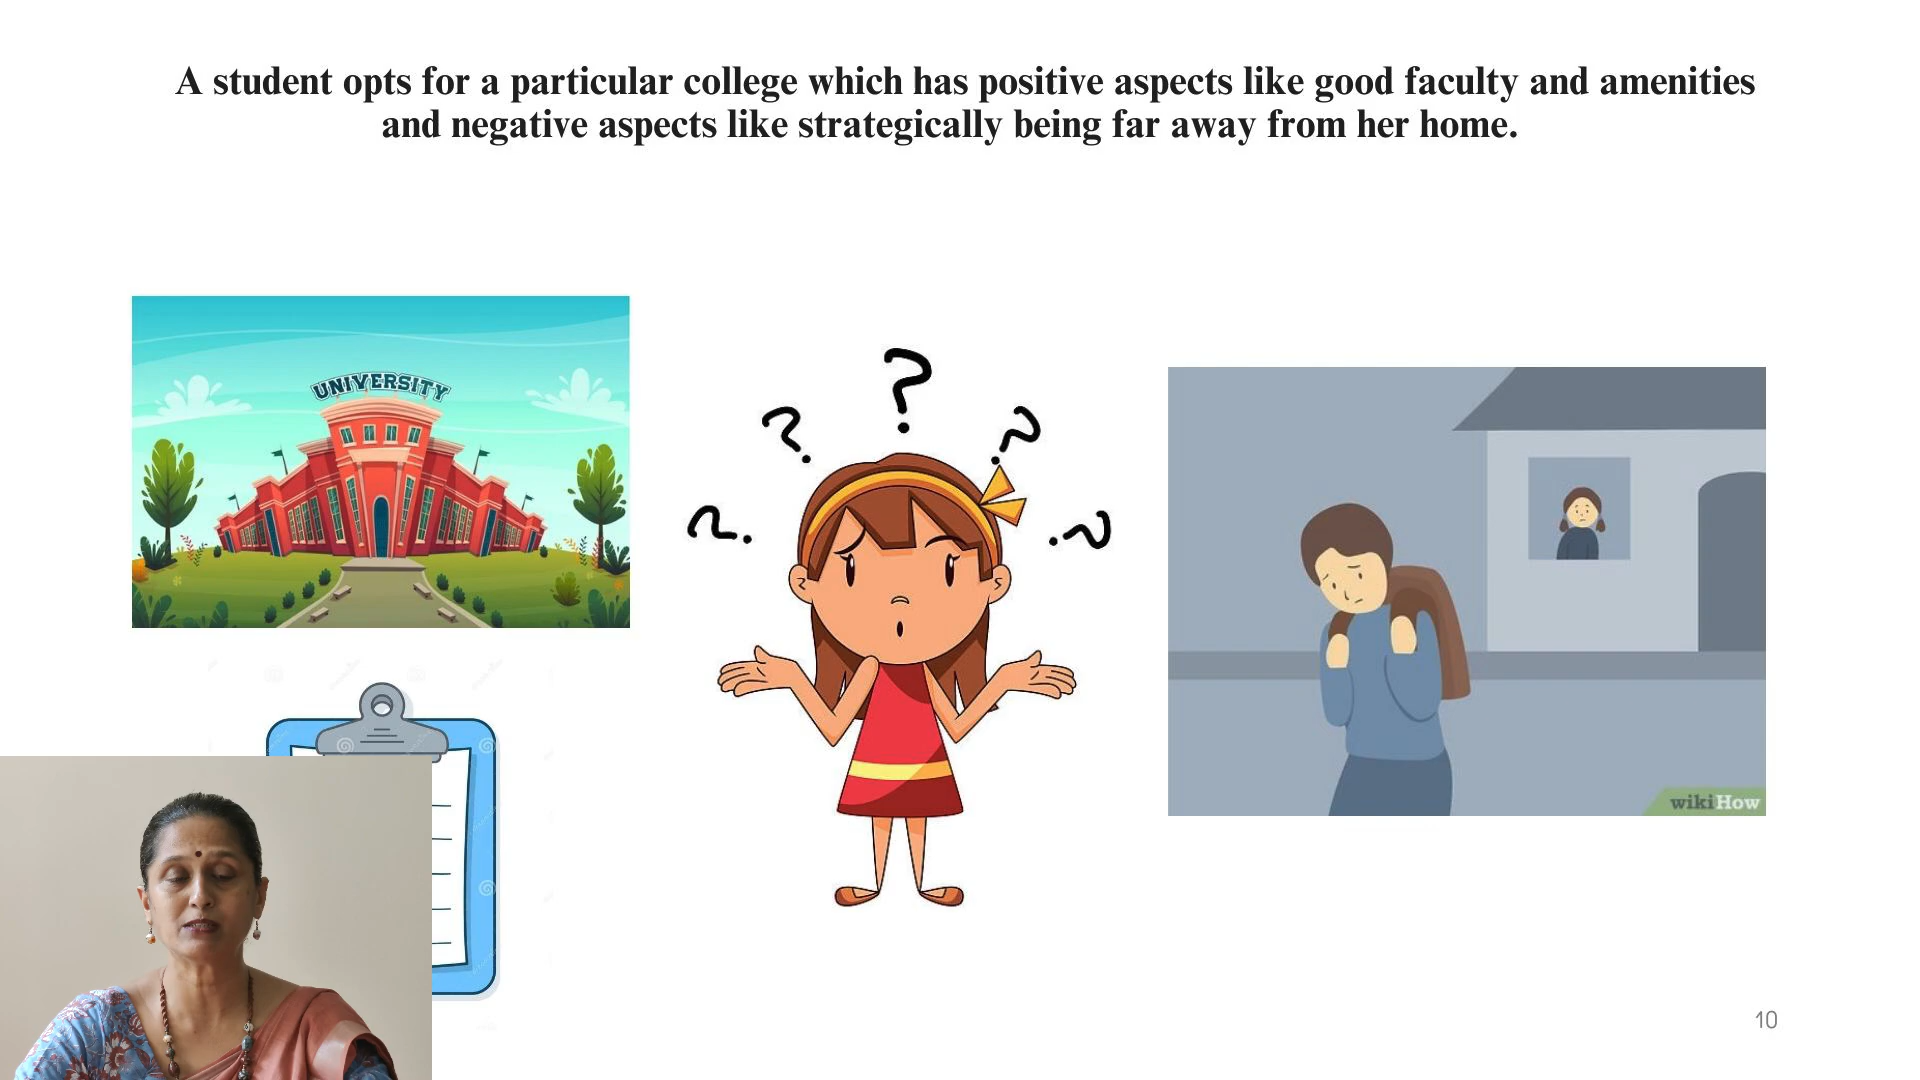 A student opts for a particular college which has positive aspects like good faculty and amenities
and negative aspects like strategically being far away from her home.
UNIVERSITY
? ? ? ? ?
wikiHow
10